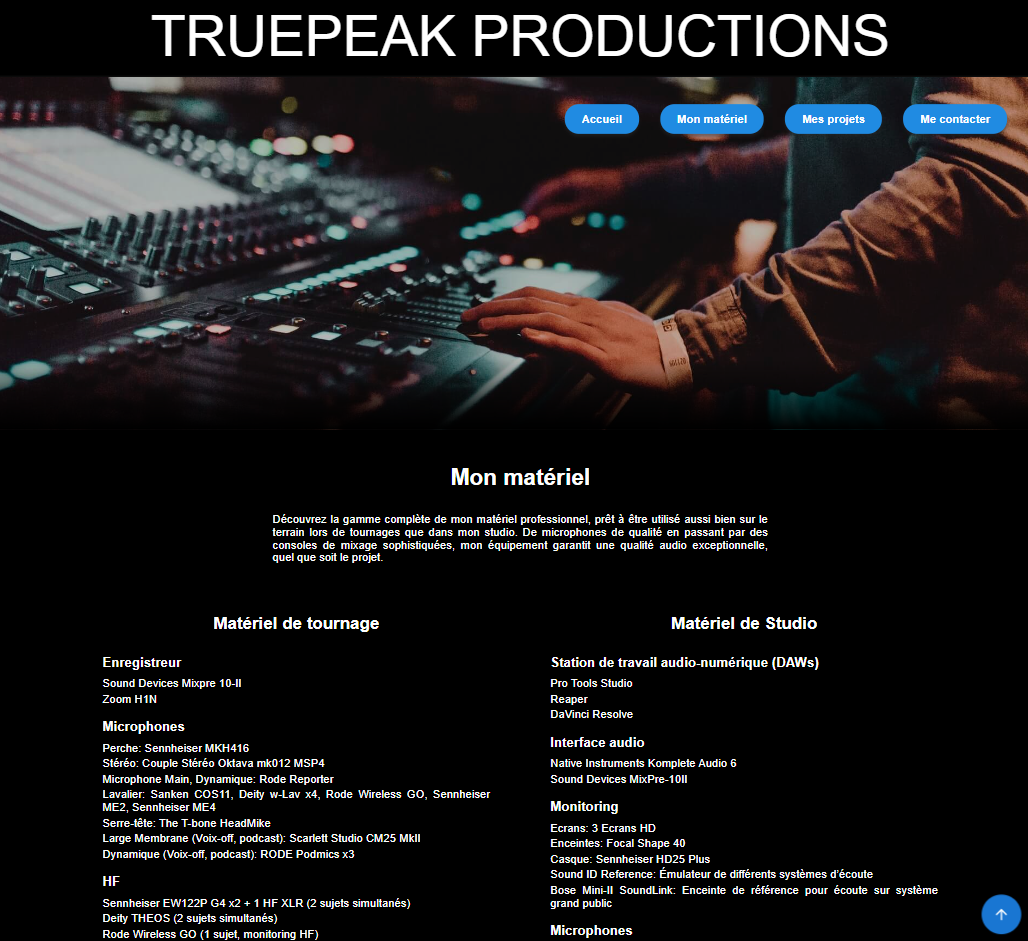 TRUEPEAK PRODUCTIONS
Accueil
Mon matériel
Mes projets
Me contacter
Mon matériel
Découvrez la gamme complète de mon matériel professionnel, prêt à être utilisé aussi bien sur le
terrain lors de tournages que dans mon studio. De microphones de qualité en passant par des
consoles de mixage sophistiquées, mon équipement garantit une qualité audio exceptionnelle,
quel que soit le projet.
Matériel de tournage
Enregistreur
Sound Devices Mixpre 10-II
Zoom H1N
Microphones
Perche: Sennheiser MKH416
Stéréo: Couple Stéréo Oktava mk012 MSP4
Microphone Main, Dynamique: Rode Reporter
Lavalier: Sanken COS11, Deity w-Lav x4, Rode Wireless GO, Sennheiser
ME2, Sennheiser ME4
Serre-tête: The T-bone HeadMike
Large Membrane (Voix-off, podcast): Scarlett Studio CM25 MkII
Dynamique (Voix-off, podcast): RODE Podmics x3
HF
Sennheiser EW122P G4 x2 + 1 HF XLR (2 sujets simultanés)
Deity THEOS (2 sujets simultanés)
Rode Wireless GO (1 sujet, monitoring HF)
Matériel de Studio
Station de travail audio-numérique (DAWs)
Pro Tools Studio
Reaper
DaVinci Resolve
Interface audio
Native Instruments Komplete Audio 6
Sound Devices MixPre-10II
Monitoring
Ecrans: 3 Ecrans HD
Enceintes: Focal Shape 40
Casque: Sennheiser HD25 Plus
Sound ID Reference: Émulateur de différents systèmes d'écoute
Bose Mini-II SoundLink: Enceinte de référence pour écoute sur système
grand public
Microphones